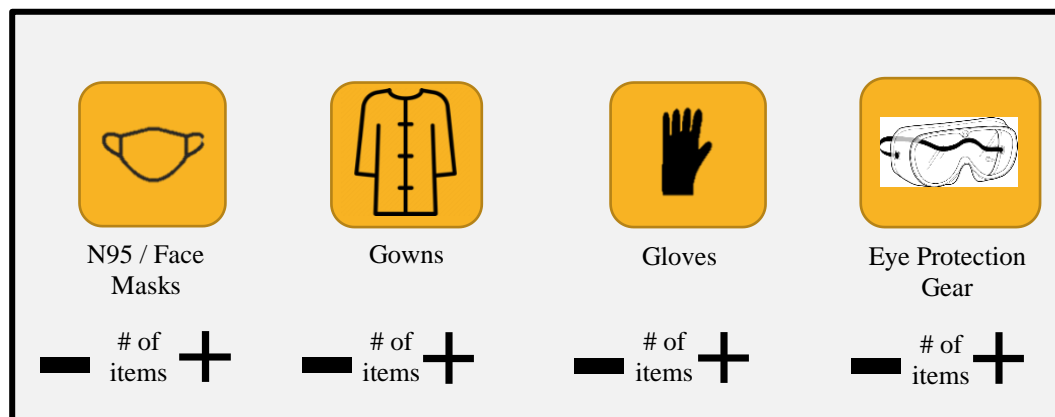 N95 / Face
Masks
Gowns
Gloves
Eye Protection
Gear
# of
items
# of
items
# of
items
# of
items